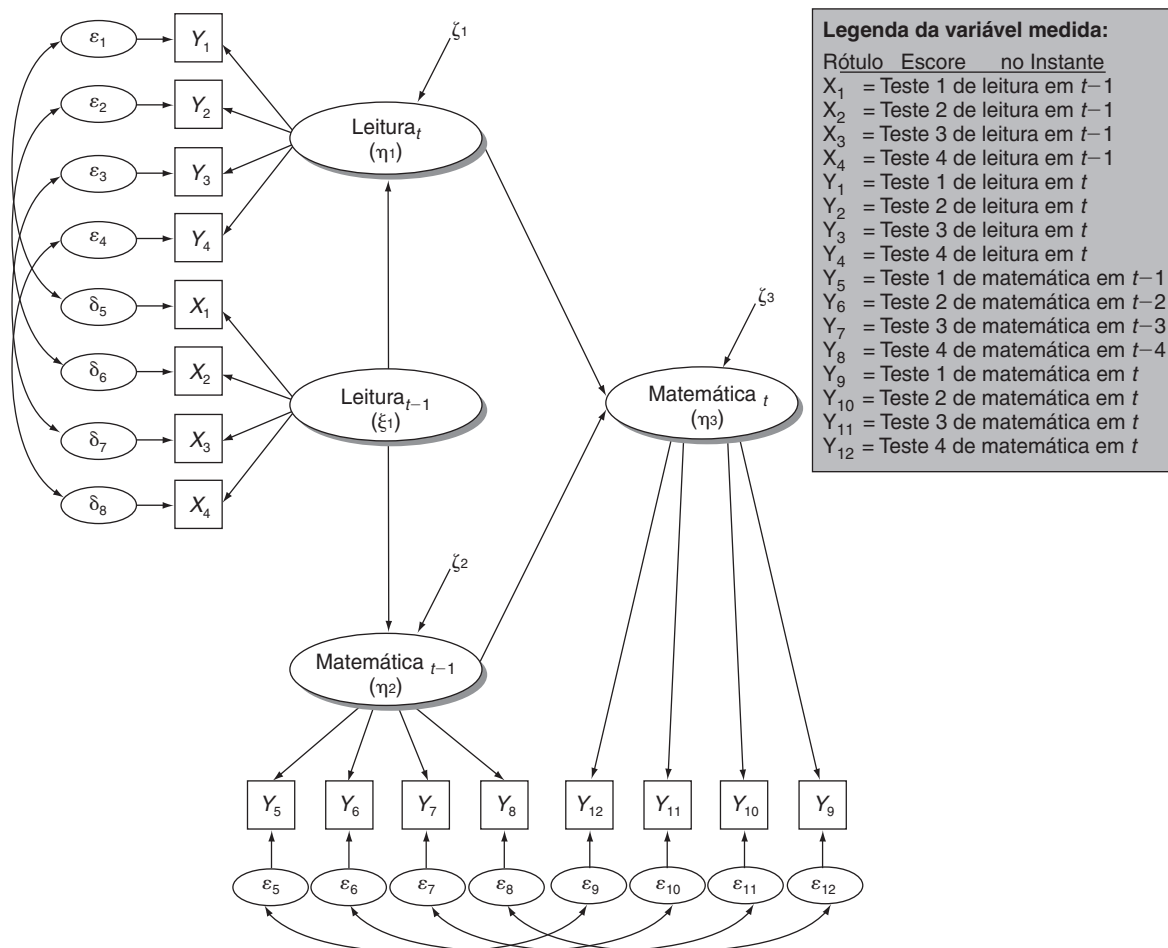 ε1 Y1
ε2 Y2
ε3 Y3
ε4 Y4
δ5 X1
δ6 X2
δ7 X3
δ8 X4
ζ1
Leitura t
(η1)
Leitura t−1
(ξ1)
ζ2
Matemática t−1
(η2)
ζ3
Matemática t
(η3)
Y5 Y6 Y7 Y8 Y12 Y11 Y10 Y9
ε5 ε6 ε7 ε8 ε9 ε10 ε11 ε12
Legenda da variável medida:
Rótulo Escore no Instante
X1 = Teste 1 de leitura em t−1
X2 = Teste 2 de leitura em t−1
X3 = Teste 3 de leitura em t−1
X4 = Teste 4 de leitura em t−1
Y1 = Teste 1 de leitura em t
Y2 = Teste 2 de leitura em t
Y3 = Teste 3 de leitura em t
Y4 = Teste 4 de leitura em t
Y5 = Teste 1 de matemática em t−1
Y6 = Teste 2 de matemática em t−2
Y7 = Teste 3 de matemática em t−3
Y8 = Teste 4 de matemática em t−4
Y9 = Teste 1 de matemática em t
Y10 = Teste 2 de matemática em t
Y11 = Teste 3 de matemática em t
Y12 = Teste 4 de matemática em t